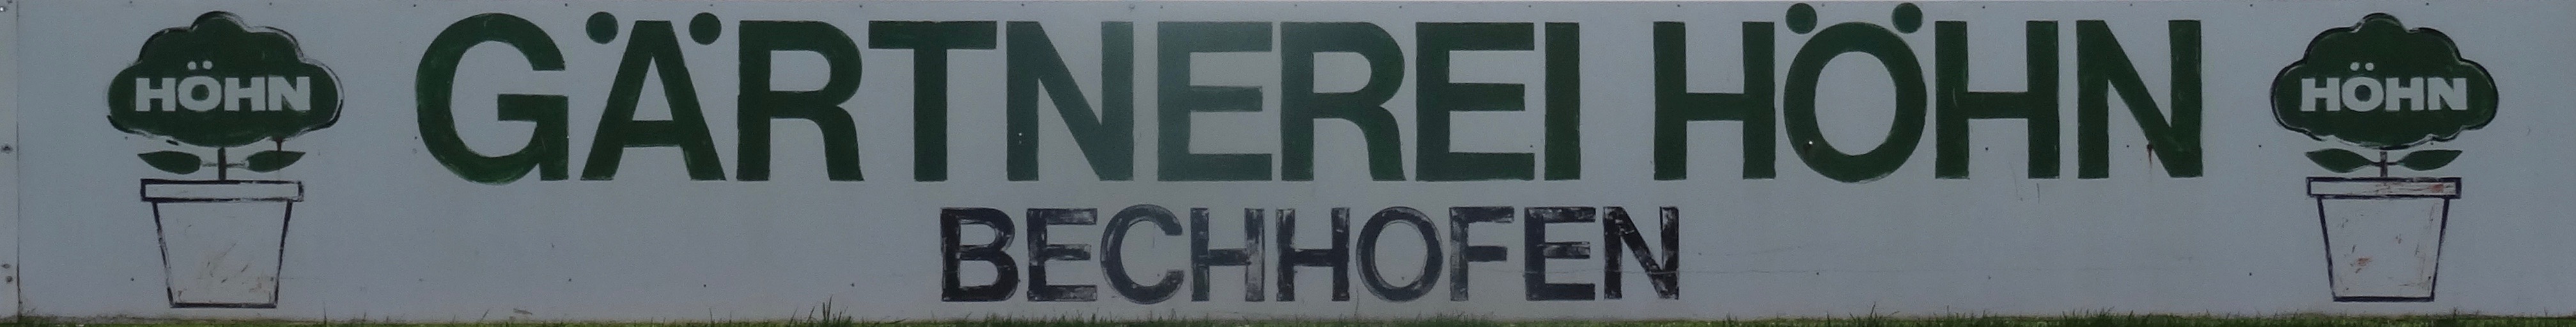 HÖHN
GÄRTNEREI HÖHN
BECHHOFEN
HÖHN